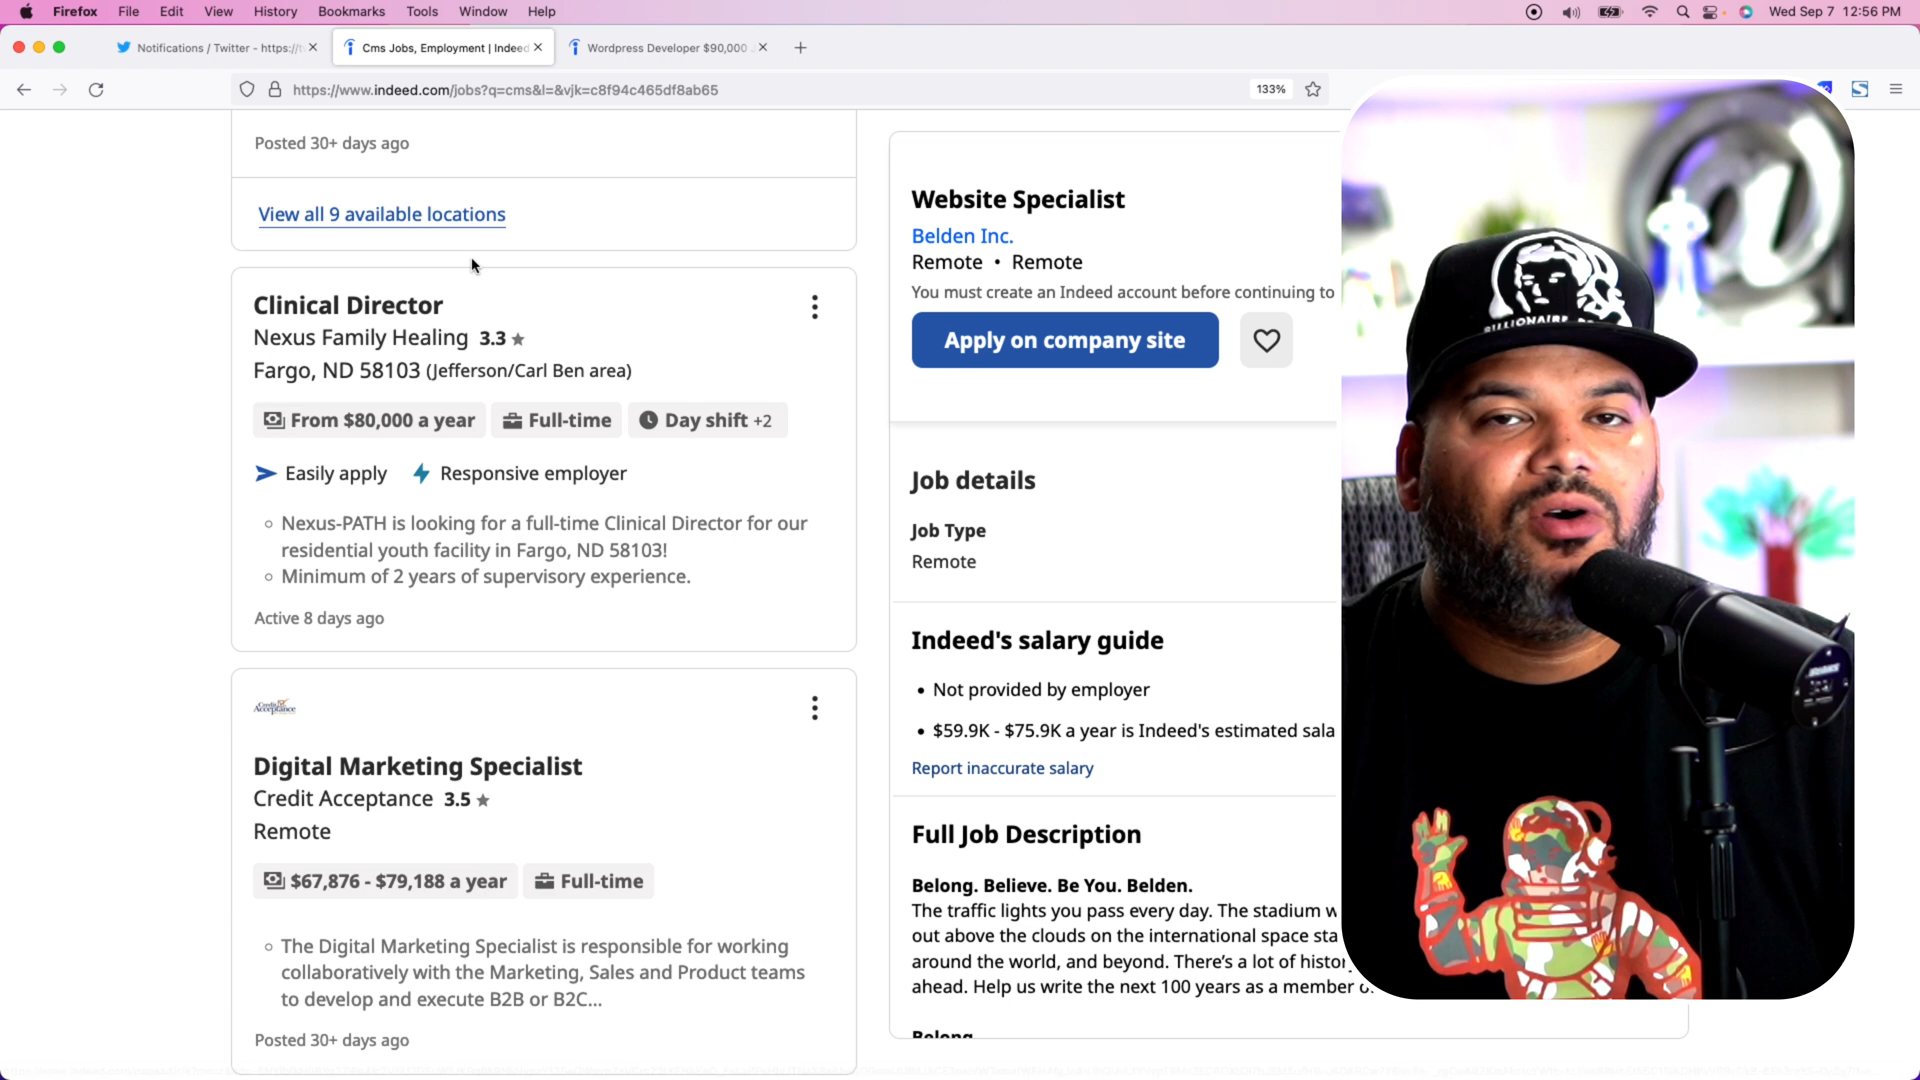 Firefox File Edit View History Bookmarks Tools Window Help Wed Sep 7 12:56 PM
Notifications / Twitter - https://t
Cms Jobs, Employment | Indeed
Wordpress Developer $90,000
https://www.indeed.com/jobs?q=cms&l=&vjk=c8f94c465df8ab65
133%
Posted 30+ days ago
View all 9 available locations
Clinical Director
Nexus Family Healing 3.3
Fargo, ND 58103 (Jefferson/Carl Ben area)
From $80,000 a year Full-time Day shift +2
Easily apply Responsive employer
Nexus-PATH is looking for a full-time Clinical Director for our
residential youth facility in Fargo, ND 58103!
Minimum of 2 years of supervisory experience.
Active 8 days ago
Credit
Acceptance
Digital Marketing Specialist
Credit Acceptance 3.5
Remote
$67,876 - $79,188 a year Full-time
The Digital Marketing Specialist is responsible for working
collaboratively with the Marketing, Sales and Product teams
to develop and execute B2B or B2C...
Posted 30+ days ago
Website Specialist
Belden Inc.
Remote • Remote
You must create an Indeed account before continuing to
Apply on company site
Job details
Job Type
Remote
Indeed's salary guide
Not provided by employer
$59.9K - $75.9K a year is Indeed's estimated sala
Report inaccurate salary
Full Job Description
Belong. Believe. Be You. Belden.
The traffic lights you pass every day. The stadium w
out above the clouds on the international space sta
around the world, and beyond. There's a lot of histor
ahead. Help us write the next 100 years as a member o
Belong
BILLIONAIRE